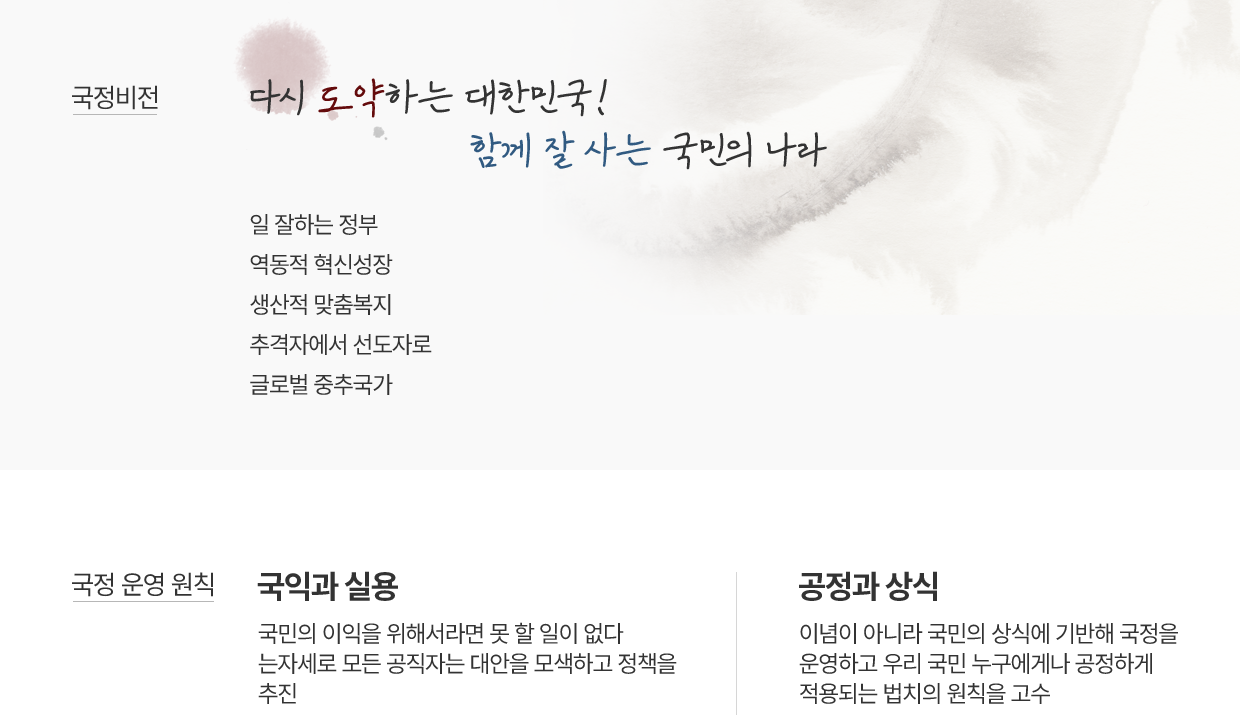 국정비전
다시 도약하는 대한민국!
함께 잘 사는 국민의 나라
일 잘하는 정부
역동적 혁신성장
생산적 맞춤복지
추격자에서 선도자로
글로벌 중추국가
국정 운영 원칙
국익과 실용
국민의 이익을 위해서라면 못 할 일이 없다
는자세로 모든 공직자는 대안을 모색하고 정책을
추진
공정과 상식
이념이 아니라 국민의 상식에 기반해 국정을
운영하고 우리 국민 누구에게나 공정하게
적용되는 법치의 원칙을 고수